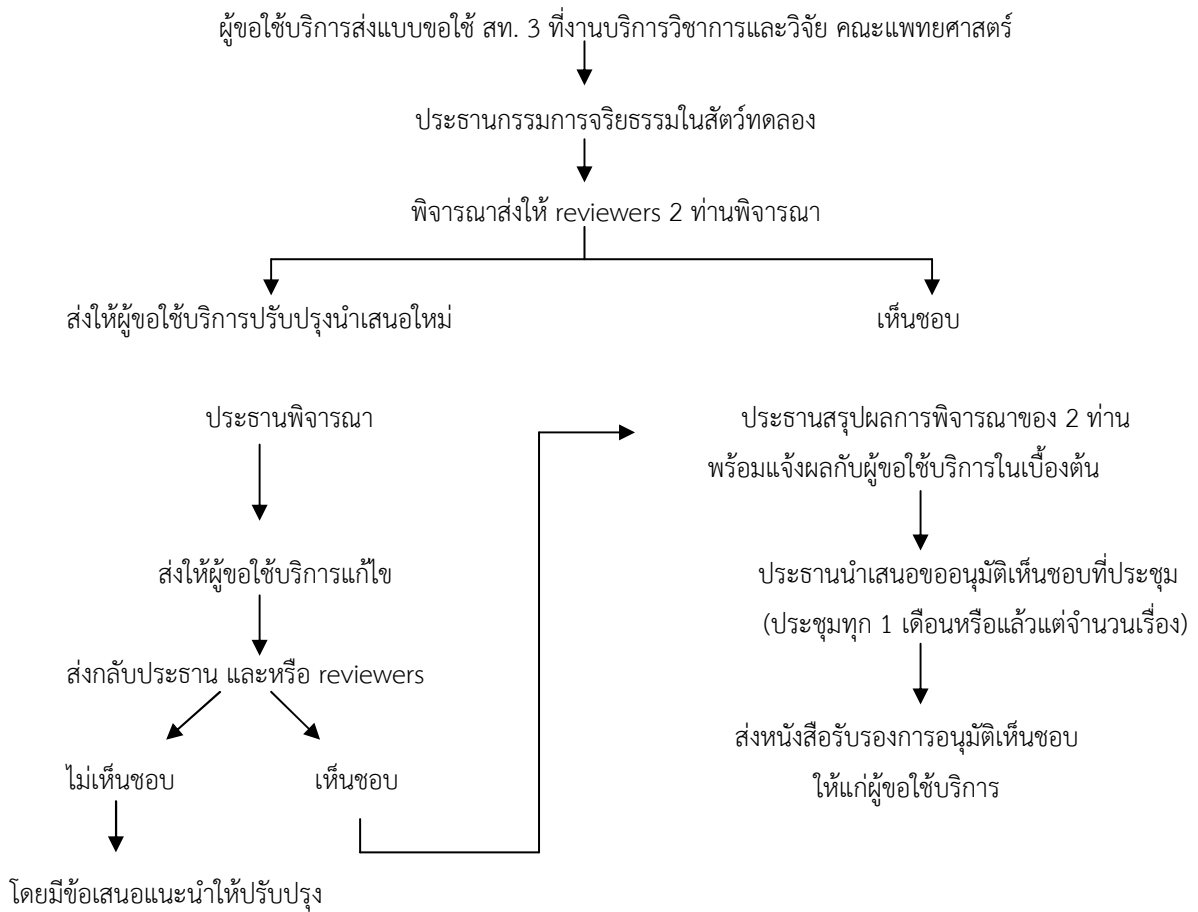 ผู้ขอใช้บริการส่งแบบขอใช้ สท. 3 ที่งานบริการวิชาการและวิจัย คณะแพทยศาสตร์
ประธานกรรมการจริยธรรมในสัตว์ทดลอง
พิจารณาส่งให้ reviewers 2 ท่านพิจารณา
ส่งให้ผู้ขอใช้บริการปรับปรุงนำเสนอใหม่
เห็นชอบ
ประธานพิจารณา
ส่งให้ผู้ขอใช้บริการแก้ไข
ส่งกลับประธาน และหรือ reviewers
ไม่เห็นชอบ
เห็นชอบ
โดยมีข้อเสนอแนะนำให้ปรับปรุง
ประธานสรุปผลการพิจารณาของ 2 ท่าน
พร้อมแจ้งผลกับผู้ขอใช้บริการในเบื้องต้น
ประธานนำเสนอขออนุมัติเห็นชอบที่ประชุม
(ประชุมทุก 1 เดือนหรือแล้วแต่จำนวนเรื่อง)
ส่งหนังสือรับรองการอนุมัติเห็นชอบ
ให้แก่ผู้ขอใช้บริการ